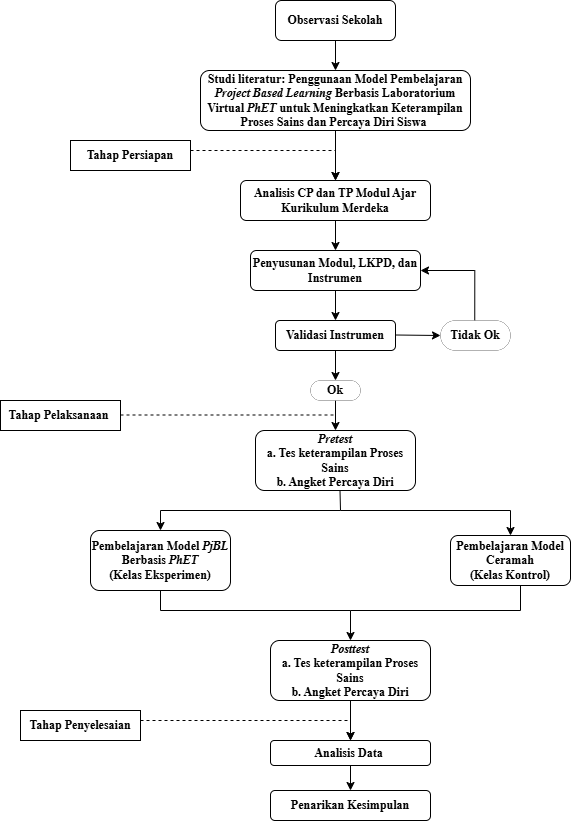 Observasi Sekolah
Studi literatur: Penggunaan Model Pembelajaran
Project Based Learning Berbasis Laboratorium
Virtual PhET untuk Meningkatkan Keterampilan
Proses Sains dan Percaya Diri Siswa
Tahap Persiapan
Analisis CP dan TP Modul Ajar
Kurikulum Merdeka
Penyusunan Modul, LKPD, dan
Instrumen
Validasi Instrumen
Tidak Ok
Ok
Tahap Pelaksanaan
Pretest
a. Tes keterampilan Proses
Sains
b. Angket Percaya Diri
Pembelajaran Model PjBL
Berbasis PhET
(Kelas Eksperimen)
Pembelajaran Model
Ceramah
(Kelas Kontrol)
Posttest
a. Tes keterampilan Proses
Sains
b. Angket Percaya Diri
Tahap Penyelesaian
Analisis Data
Penarikan Kesimpulan